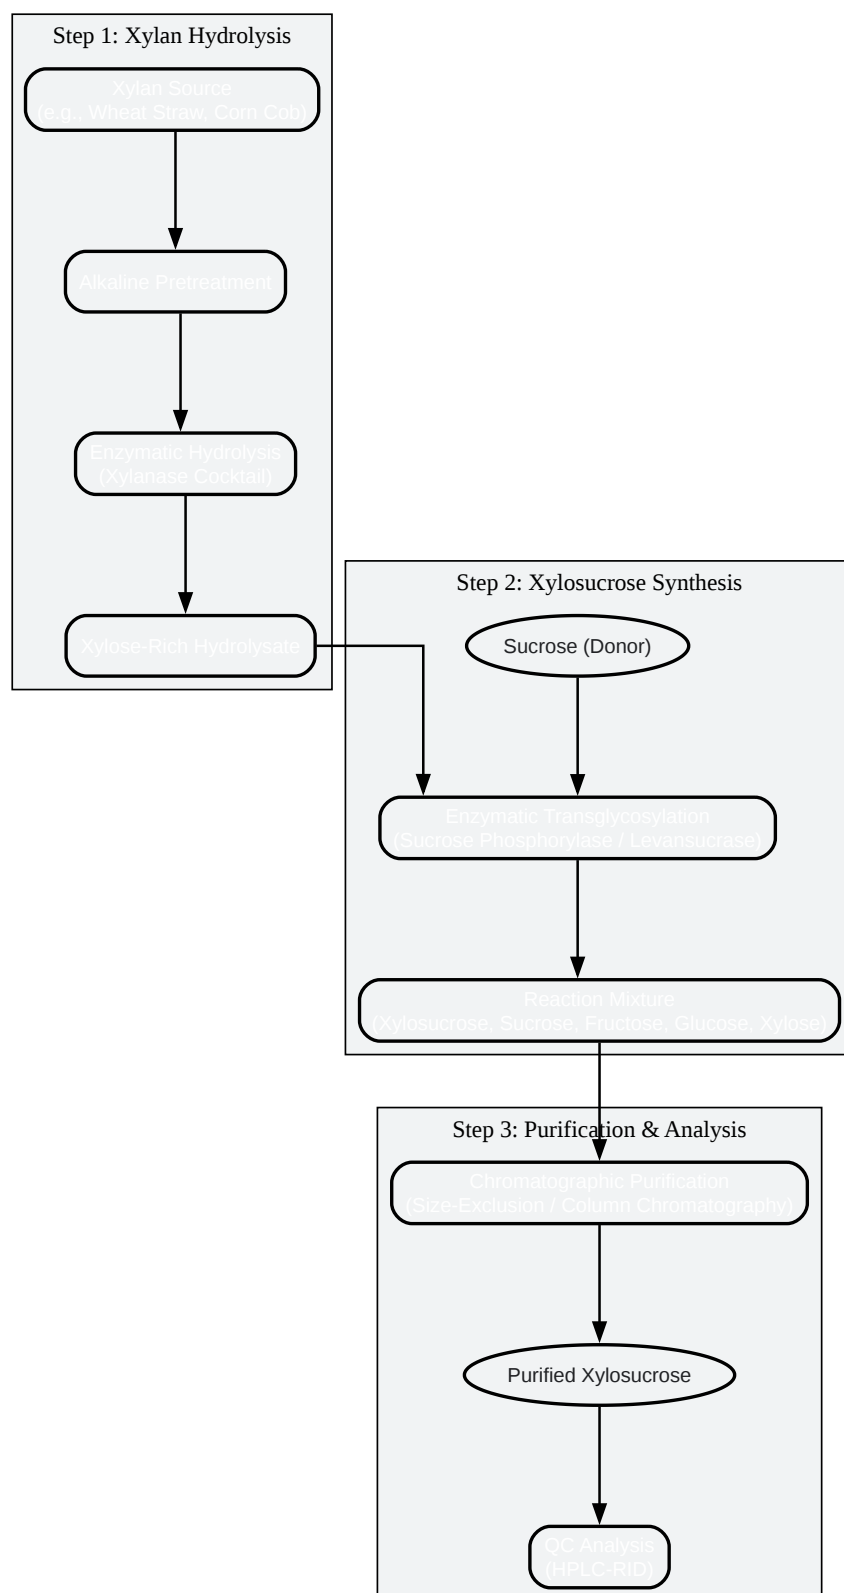 Step 1: Xylan Hydrolysis
Xylan Source
(e.g., Wheat Straw, Corn Cob)
Alkaline Pretreatment
Enzymatic Hydrolysis
(Xylanase Cocktail)
Xylose-Rich Hydrolysate
Step 2: Xylosucrose Synthesis
Sucrose (Donor)
Enzymatic Transglycosylation
(Sucrose Phosphorylase / Levansucrase)
Reaction Mixture
(Xylosucrose, Sucrose, Fructose, Glucose, Xylose)
Step 3: Purification & Analysis
Chromatographic Purification
(Size-Exclusion / Column Chromatography)
Purified Xylosucrose
QC Analysis
(HPLC-RID)